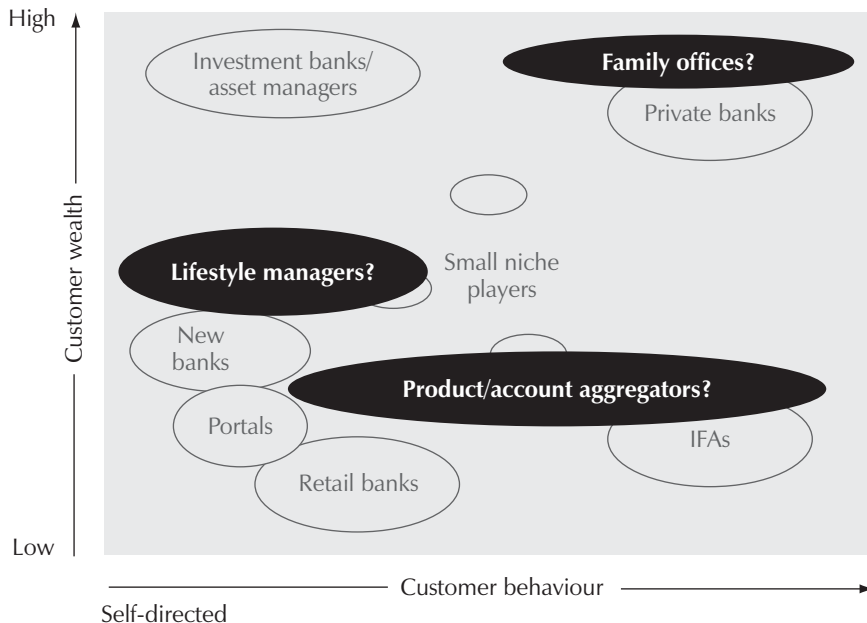 High
Investment banks/
asset managers
Family offices?
Private banks
Customer wealth
Lifestyle managers?
Small niche
players
New
banks
Product/account aggregators?
Portals
IFAs
Retail banks
Low
Customer behaviour
Self-directed